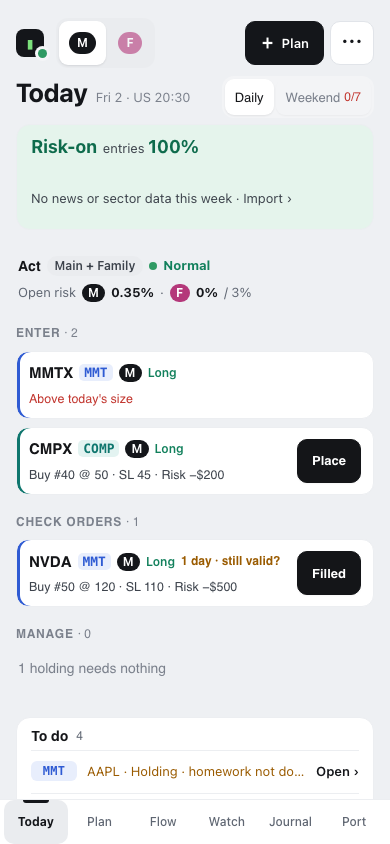 M F + Plan ···
Today Fri 2 · US 20:30 Daily Weekend 0/7
Risk-on entries 100%
No news or sector data this week · Import ›
Act Main + Family Normal
Open risk M 0.35% · F 0% / 3%
ENTER · 2
MMTX MMT M Long
Above today's size
CMPX COMP M Long
Buy #40 @ 50 · SL 45 · Risk −$200
Place
CHECK ORDERS · 1
NVDA MMT M Long 1 day · still valid?
Buy #50 @ 120 · SL 110 · Risk −$500
Filled
MANAGE · 0
1 holding needs nothing
To do 4
MMT AAPL · Holding · homework not do... Open ›
Today Plan Flow Watch Journal Port